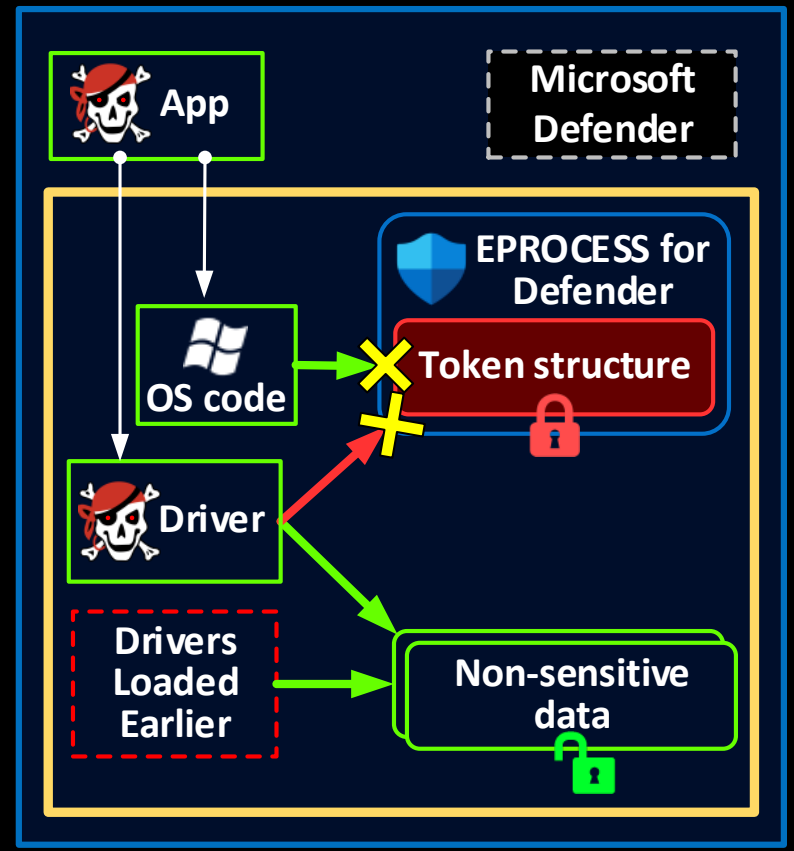 App
Microsoft
Defender
EPROCESS for
Defender
Token structure
OS code
Driver
Drivers
Loaded
Earlier
Non-sensitive
data